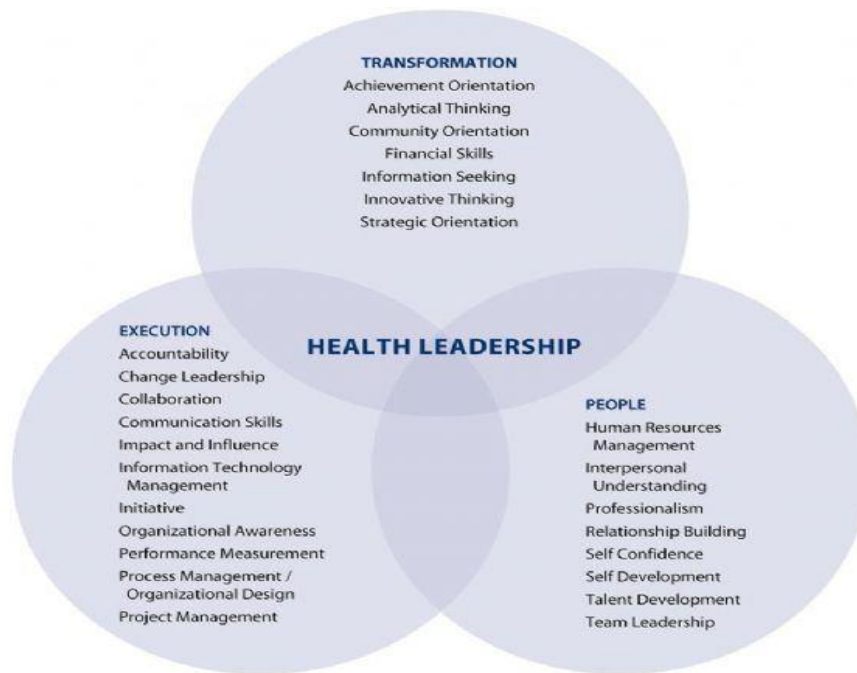 TRANSFORMATION
Achievement Orientation
Analytical Thinking
Community Orientation
Financial Skills
Information Seeking
Innovative Thinking
Strategic Orientation
HEALTH LEADERSHIP
EXECUTION
Accountability
Change Leadership
Collaboration
Communication Skills
Impact and Influence
Information Technology
Management
Initiative
Organizational Awareness
Performance Measurement
Process Management /
Organizational Design
Project Management
PEOPLE
Human Resources
Management
Interpersonal
Understanding
Professionalism
Relationship Building
Self Confidence
Self Development
Talent Development
Team Leadership